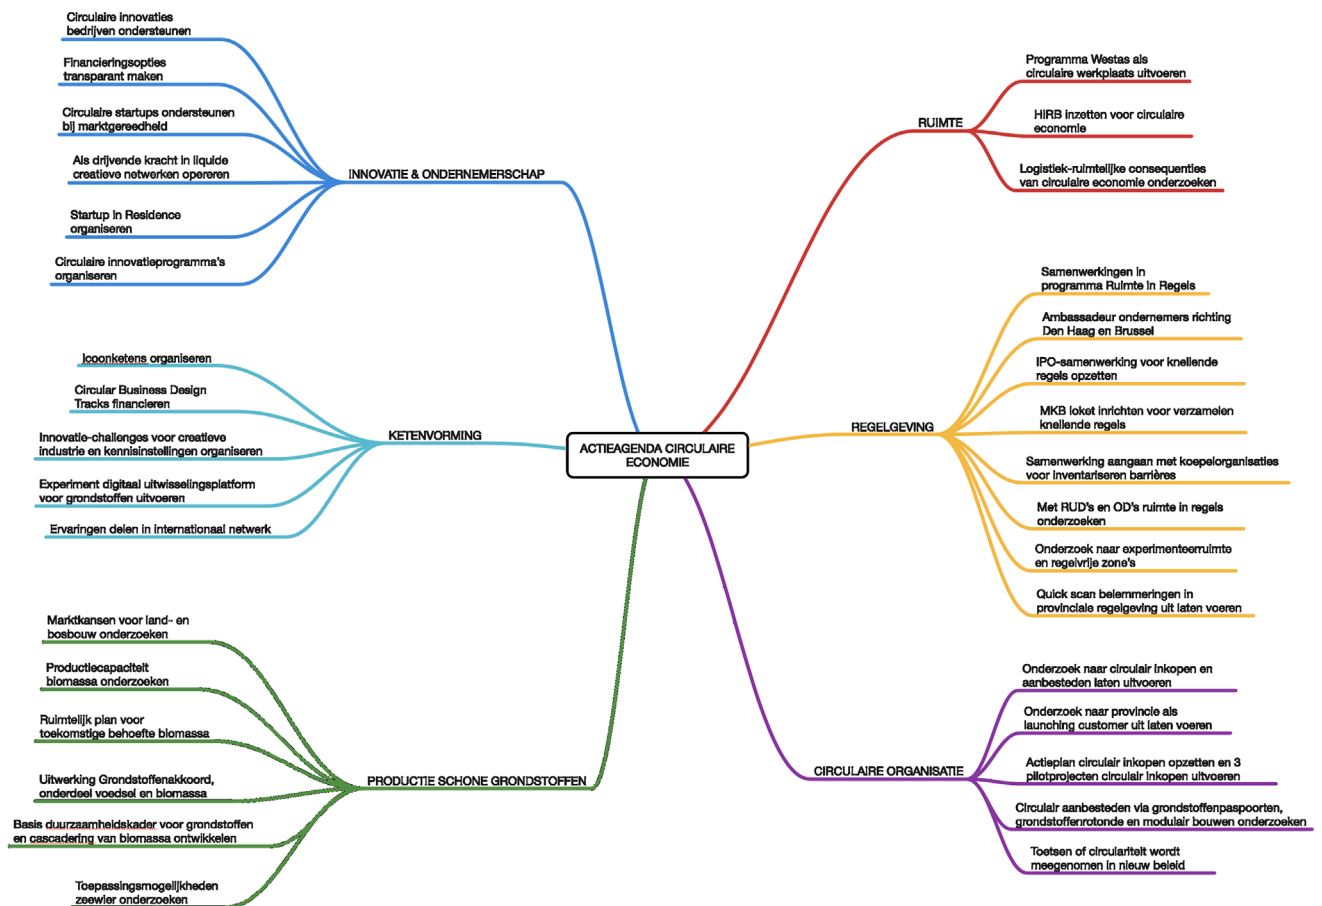 Circulaire innovaties
bedrijven ondersteunen
Financieringsopties
transparant maken
Circulaire startups ondersteunen
bij marktgereedheid
Als drijvende kracht in liquide
creatieve netwerken opereren
Startup in Residence
organiseren
Circulaire innovatieprogramma's
organiseren
INNOVATIE & ONDERNEMERSCHAP
Icoonketens organiseren
Circular Business Design
Tracks financieren
Innovatie-challenges voor creatieve
industrie en kennisinstellingen organiseren
Experiment digitaal uitwisselingsplatform
voor grondstoffen uitvoeren
Ervaringen delen in internationaal netwerk
KETENVORMING
Marktkansen voor land- en
bosbouw onderzoeken
Productiecapaciteit
biomassa onderzoeken
Ruimtelijk plan voor
toekomstige behoefte biomassa
Uitwerking Grondstoffenakkoord,
onderdeel voedsel en biomassa
Basis duurzaamheidskader voor grondstoffen
en cascadering van biomassa ontwikkelen
Toepassingsmogelijkheden
zeewier onderzoeken
PRODUCTIE SCHONE GRONDSTOFFEN
ACTIEAGENDA CIRCULAIRE
ECONOMIE
RUIMTE
Programma Westas als
circulaire werkplaats uitvoeren
HIRB inzetten voor circulaire
economie
Logistiek-ruimtelijke consequenties
van circulaire economie onderzoeken
REGELGEVING
Samenwerkingen in
programma Ruimte in Regels
Ambassadeur ondernemers richting
Den Haag en Brussel
IPO-samenwerking voor knellende
regels opzetten
MKB loket inrichten voor verzamelen
knellende regels
Samenwerking aangaan met koepelorganisaties
voor inventariseren barrières
Met RUD's en OD's ruimte in regels
onderzoeken
Onderzoek naar experimenteerruimte
en regelvrije zone's
Quick scan belemmeringen in
provinciale regelgeving uit laten voeren
CIRCULAIRE ORGANISATIE
Onderzoek naar circulair inkopen en
aanbesteden laten uitvoeren
Onderzoek naar provincie als
launching customer uit laten voeren
Actieplan circulair inkopen opzetten en 3
pilotprojecten circulair inkopen uitvoeren
Circulair aanbesteden via grondstoffenpaspoorten,
grondstoffenrotonde en modulair bouwen onderzoeken
Toetsen of circulariteit wordt
meegenomen in nieuw beleid